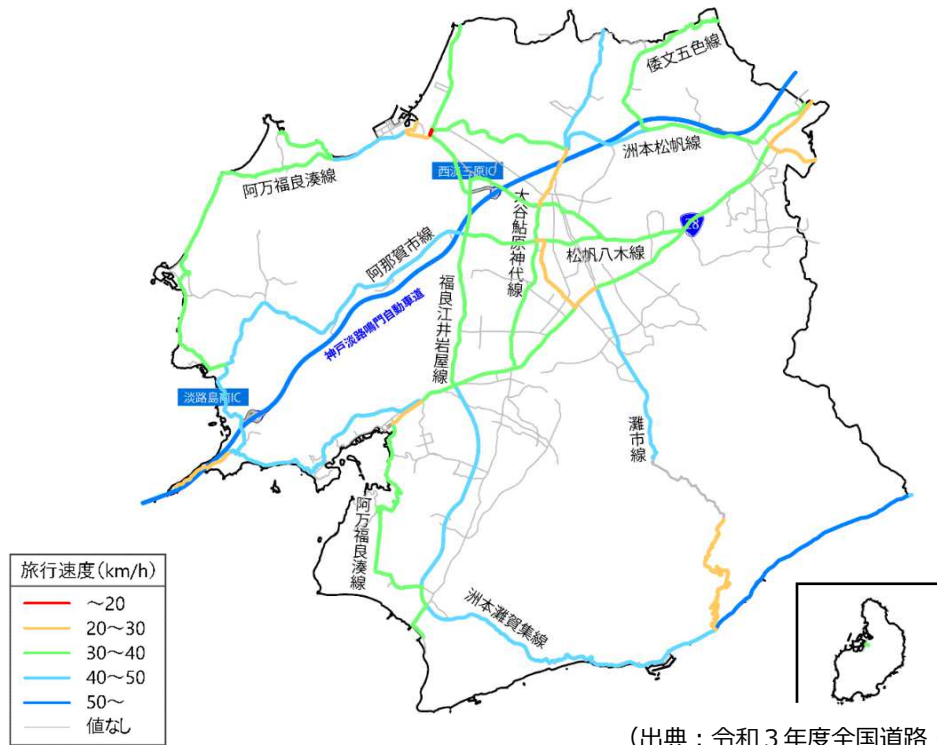 倭文五色線
洲本松帆線
西淡三原IC
阿万福良湊線
大谷鮎原神代線
28
阿那賀市線
松帆八木線
神戸淡路鳴門自動車道
福良江井岩屋線
淡路島南IC
灘市線
阿万福良湊線
洲本灘賀集線
旅行速度(km/h)
～20
20～30
30～40
40～50
50～
値なし
（出典：令和３年度全国道路